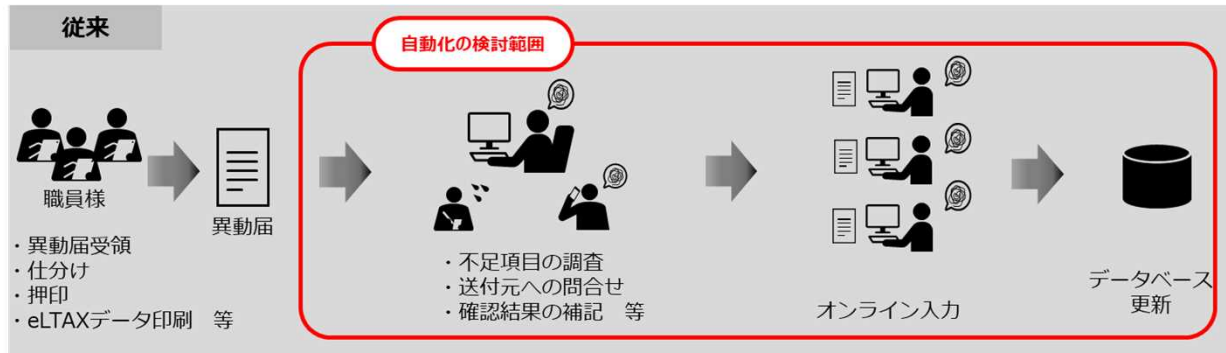 従来
自動化の検討範囲
職員様
・異動届受領
・仕分け
・押印
・eLTAXデータ印刷　等
異動届
・不足項目の調査
・送付元への問合せ
・確認結果の補記　等
オンライン入力
データベース
更新